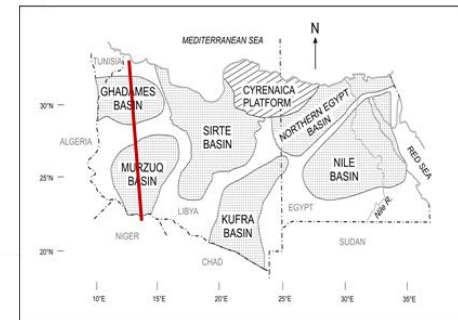 MEDITERRANEAN SEA
N
TUNISIA
GHADAMES
BASIN
CYRENAICA
PLATFORM
30°N
NORTHERN EGYPT
BASIN
SIRTE
BASIN
ALGERIA
RED SEA
MURZUQ
BASIN
NILE
BASIN
25°N
LIBYA
EGYPT
Nile R.
KUFRA
BASIN
NIGER
SUDAN
20°N
CHAD
10°E
15°E
20°E
25°E
30°E
35°E